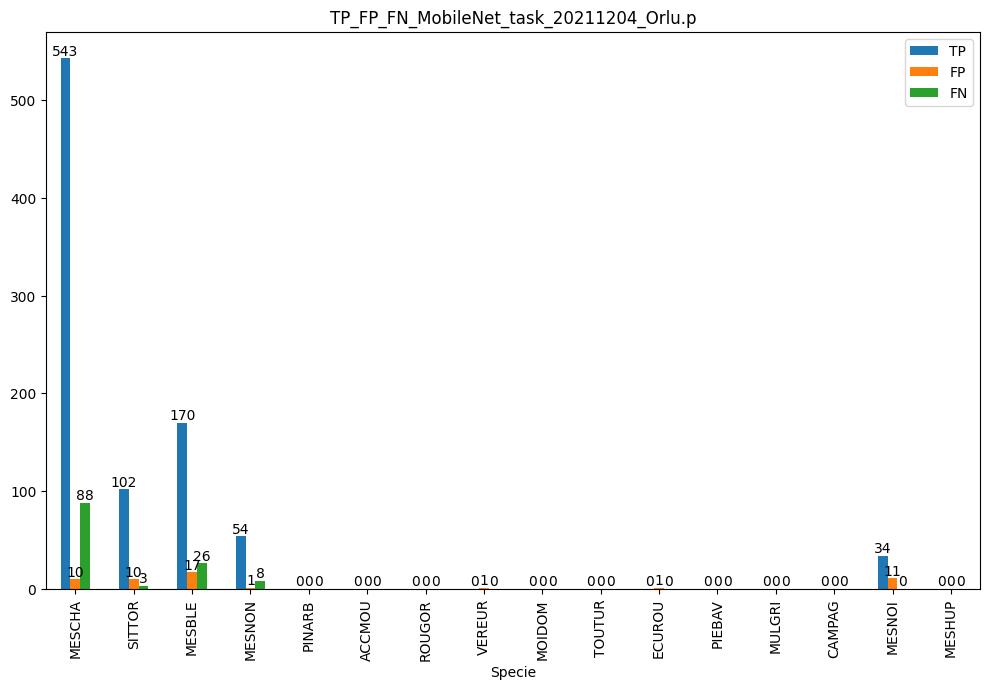 TP_FP_FN_MobileNet_task_20211204_Orlu.p
TP
FP
FN
500
400
300
200
100
0
543 10 88
102 10 3
170 17 26
54 1 8
0 0 0
0 0 0
0 0 0
0 1 0
0 0 0
0 0 0
0 1 0
0 0 0
0 0 0
0 0 0
34 11 0
0 0 0
MESCHA
SITTOR
MESBLE
MESNON
PINARB
ACCMOU
ROUGOR
VEREUR
MOIDOM
TOUTUR
ECUROU
PIEBAV
MULGRI
CAMPAG
MESNOI
MESHUP
Specie